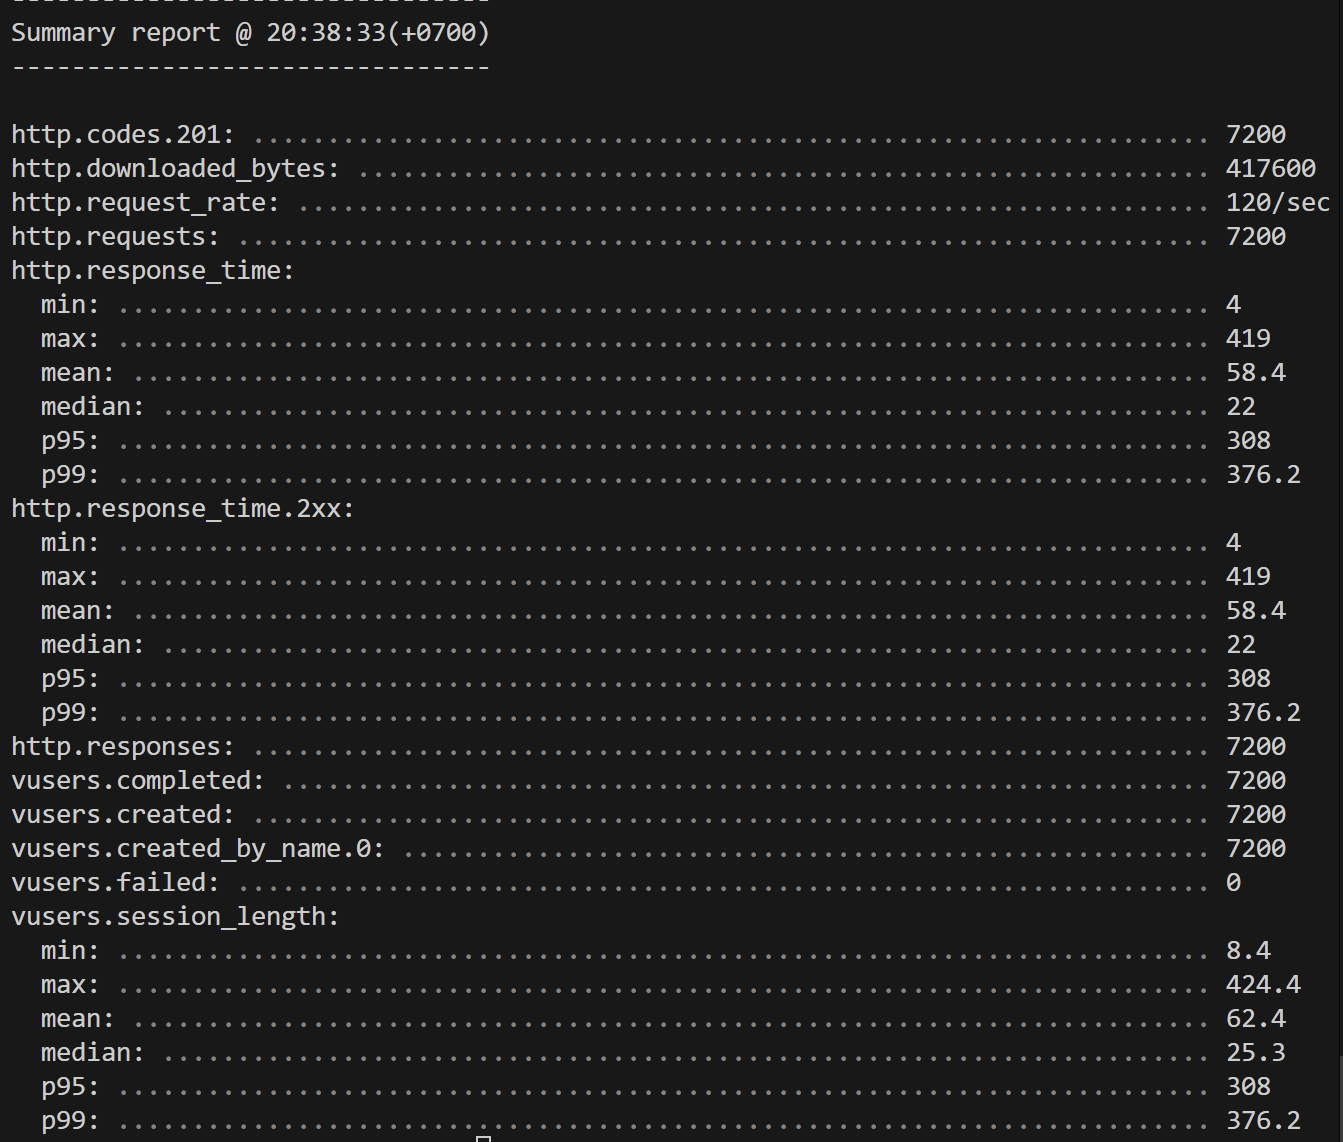 --------------------------------
Summary report @ 20:38:33(+0700)
--------------------------------
http.codes.201: ................................................................ 7200
http.downloaded_bytes: ......................................................... 417600
http.request_rate: ............................................................. 120/sec
http.requests: ................................................................. 7200
http.response_time:
  min: ......................................................................... 4
  max: ......................................................................... 419
  mean: ........................................................................ 58.4
  median: ...................................................................... 22
  p95: ......................................................................... 308
  p99: ......................................................................... 376.2
http.response_time.2xx:
  min: ......................................................................... 4
  max: ......................................................................... 419
  mean: ........................................................................ 58.4
  median: ...................................................................... 22
  p95: ......................................................................... 308
  p99: ......................................................................... 376.2
http.responses: ................................................................ 7200
vusers.completed: .............................................................. 7200
vusers.created: ................................................................ 7200
vusers.created_by_name.0: ...................................................... 7200
vusers.failed: ................................................................. 0
vusers.session_length:
  min: ......................................................................... 8.4
  max: ......................................................................... 424.4
  mean: ........................................................................ 62.4
  median: ...................................................................... 25.3
  p95: ......................................................................... 308
  p99: ......................................................................... 376.2